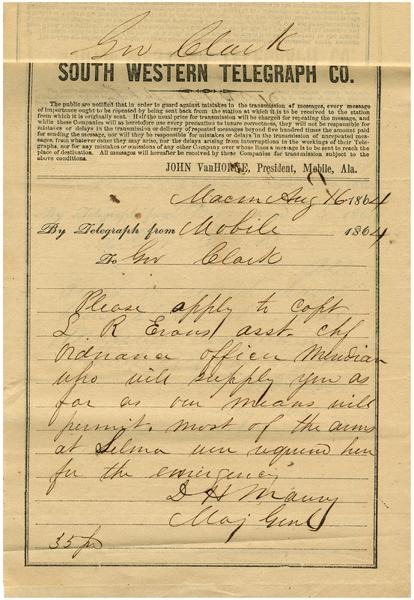 Gov Clark
SOUTH WESTERN TELEGRAPH CO.
The public are notified that in order to guard against mistakes in the transmission of messages, every message
of importance ought to be repeated by being sent back from the station at which it is to be received to the station
from which it is originally sent. Half the usual price for transmission will be charged for repeating the message, and
while these Companies will as heretofore use every precaution to insure correctness, they will not be responsible for
mistakes or delays in the transmission or delivery of repeated messages beyond five hundred times the amount paid
for sending the message, nor will they be responsible for mistakes or delays in the transmission of unrepeated mes-
sages, from whatever cause they may arise, nor for delays arising from interruptions in the workings of their Tele-
graphs, nor for any mistakes or omissions of any other Company over whose lines a message is to be sent to reach the
place of destination. All messages will hereafter be received by these Companies for transmission, subject to the
above conditions.
JOHN VanHORNE, President, Mobile, Ala.
Macon Aug 16 1864
By Telegraph from Mobile 1864
To Gov Clark
Please apply to capt
L R Evans asst. chf
Ordnance officer Meridian
who will supply you as
far as our means will
permit. most of the arms
at Selma were required here
for the emergency
D H Maury
Maj Genl
35